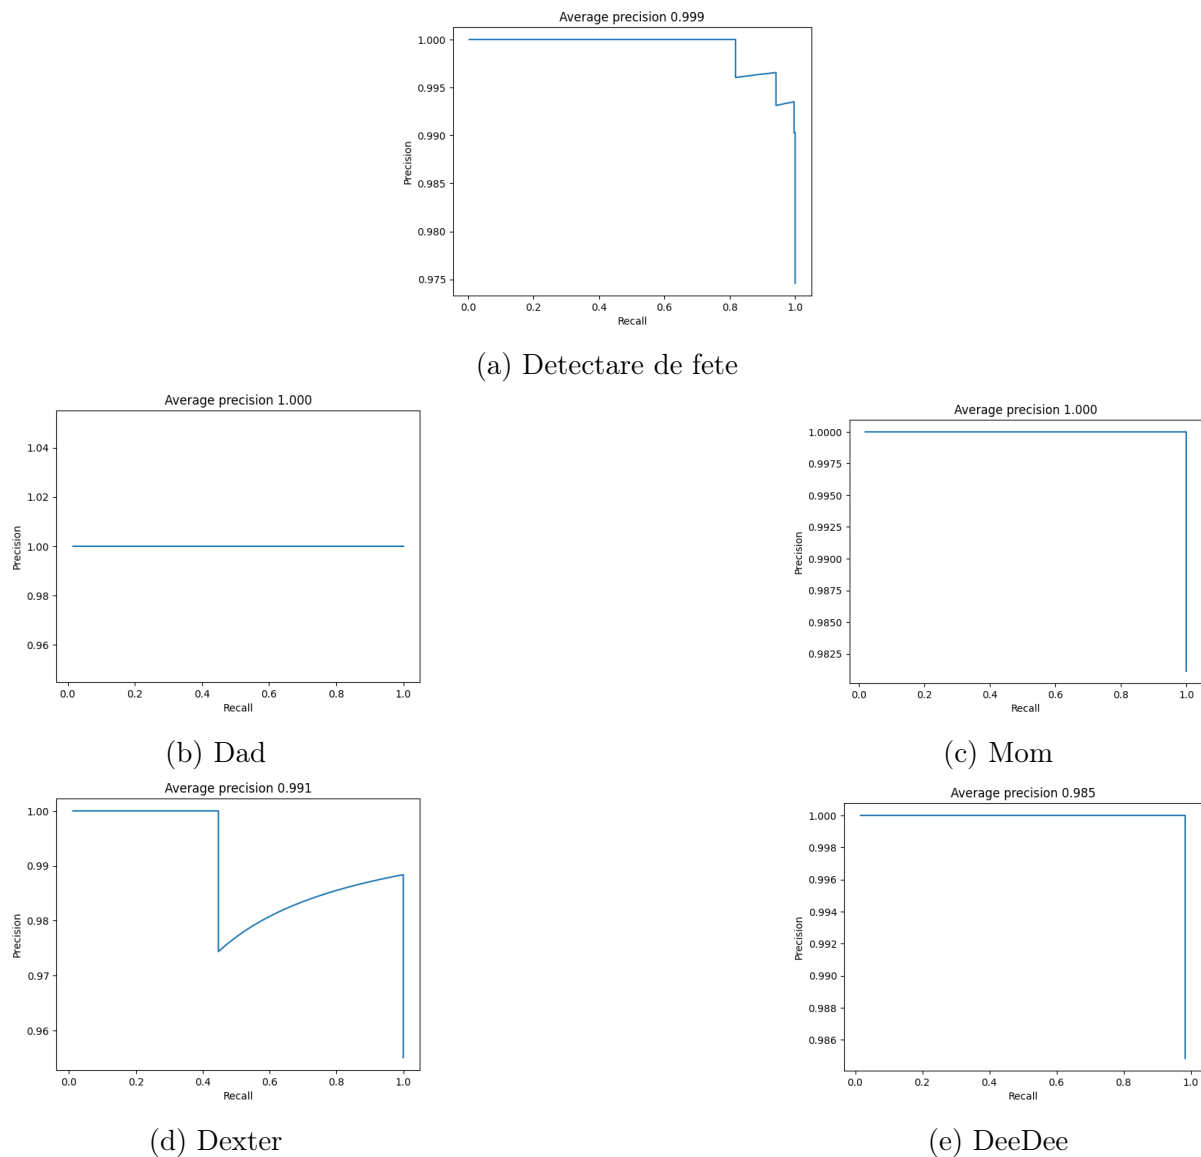 Average precision 0.999
1.000
0.995
0.990
0.985
0.980
0.975
Precision
0.0 0.2 0.4 0.6 0.8 1.0
Recall
(a) Detectare de fete
Average precision 1.000
1.04
1.02
1.00
0.98
0.96
Precision
0.0 0.2 0.4 0.6 0.8 1.0
Recall
(b) Dad
Average precision 1.000
1.0000
0.9975
0.9950
0.9925
0.9900
0.9875
0.9850
0.9825
Precision
0.0 0.2 0.4 0.6 0.8 1.0
Recall
(c) Mom
Average precision 0.991
1.00
0.99
0.98
0.97
0.96
Precision
0.0 0.2 0.4 0.6 0.8 1.0
Recall
(d) Dexter
Average precision 0.985
1.000
0.998
0.996
0.994
0.992
0.990
0.988
0.986
Precision
0.0 0.2 0.4 0.6 0.8 1.0
Recall
(e) DeeDee